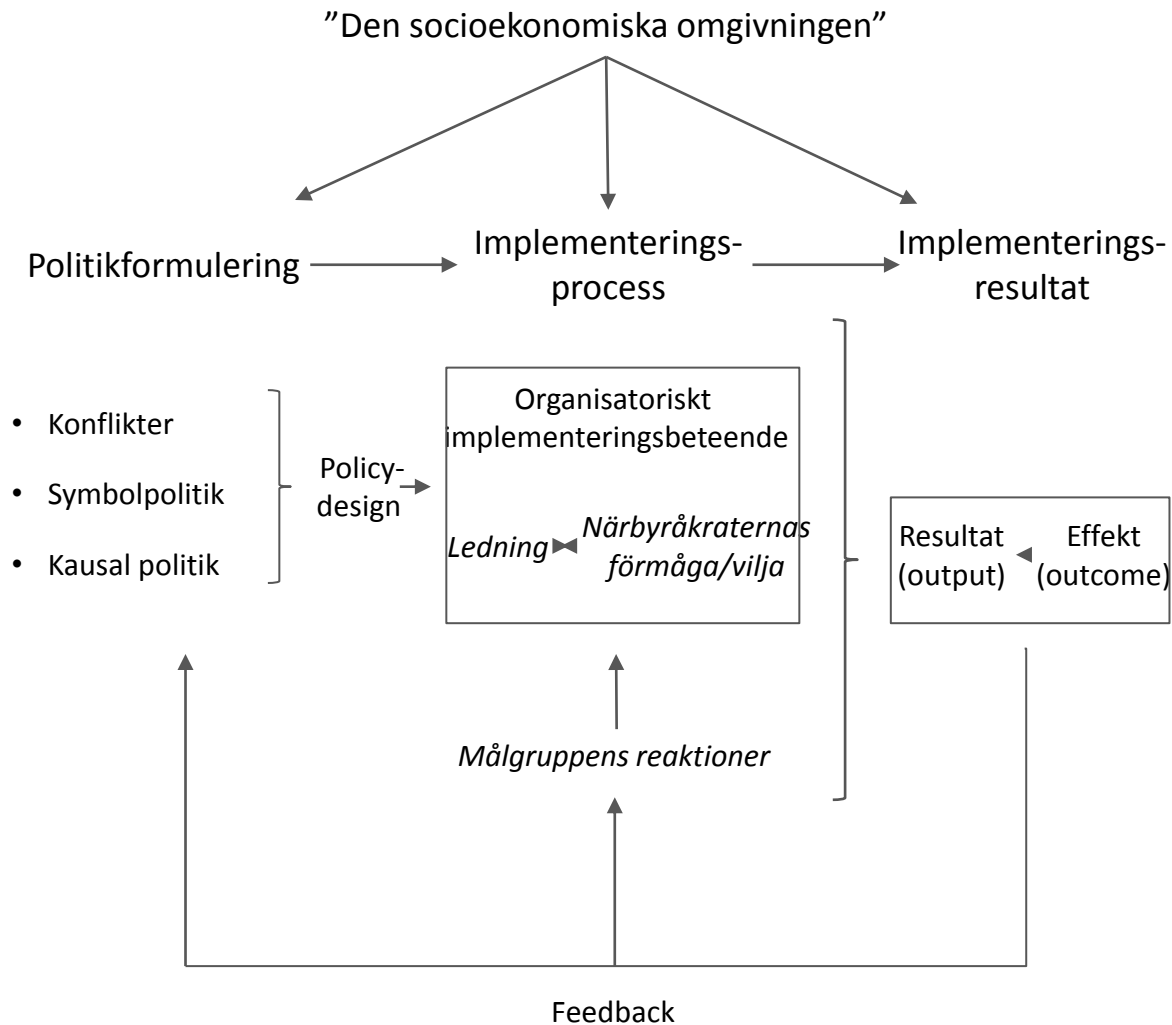 ”Den socioekonomiska omgivningen”
Politikformulering
Implementerings-
process
Implementerings-
resultat
• Konflikter
• Symbolpolitik
• Kausal politik
Policy-
design
Organisatoriskt
implementeringsbeteende
Ledning
Närbyråkraternas
förmåga/vilja
Resultat
(output)
Effekt
(outcome)
Målgruppens reaktioner
Feedback